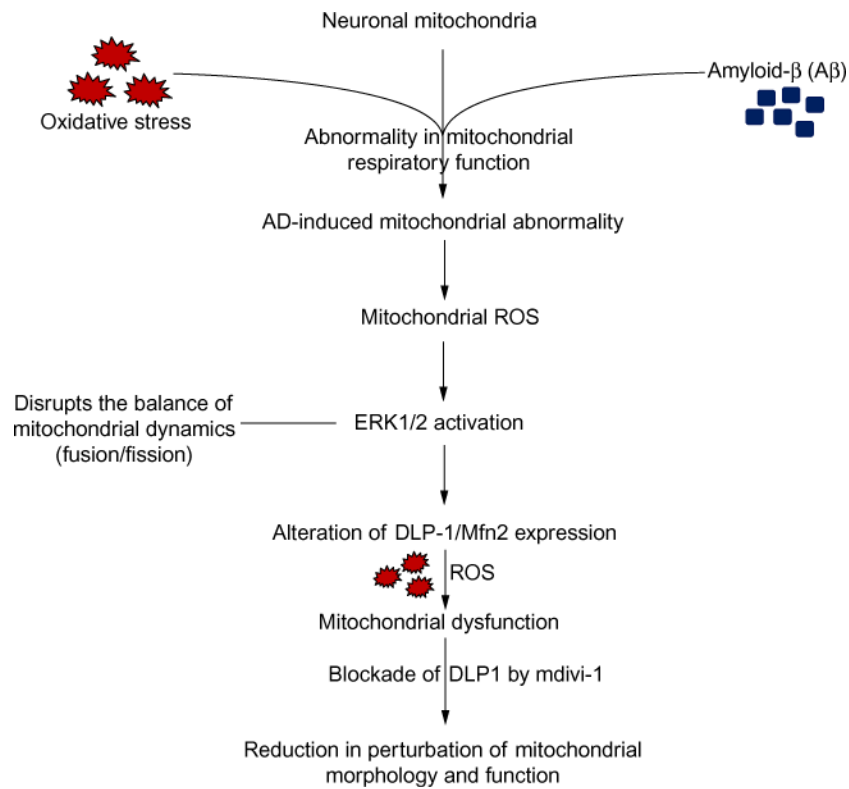 Neuronal mitochondria
Oxidative stress
Amyloid-β (Aβ)
Abnormality in mitochondrial
respiratory function
AD-induced mitochondrial abnormality
Mitochondrial ROS
Disrupts the balance of
mitochondrial dynamics
(fusion/fission)
ERK1/2 activation
Alteration of DLP-1/Mfn2 expression
ROS
Mitochondrial dysfunction
Blockade of DLP1 by mdivi-1
Reduction in perturbation of mitochondrial
morphology and function